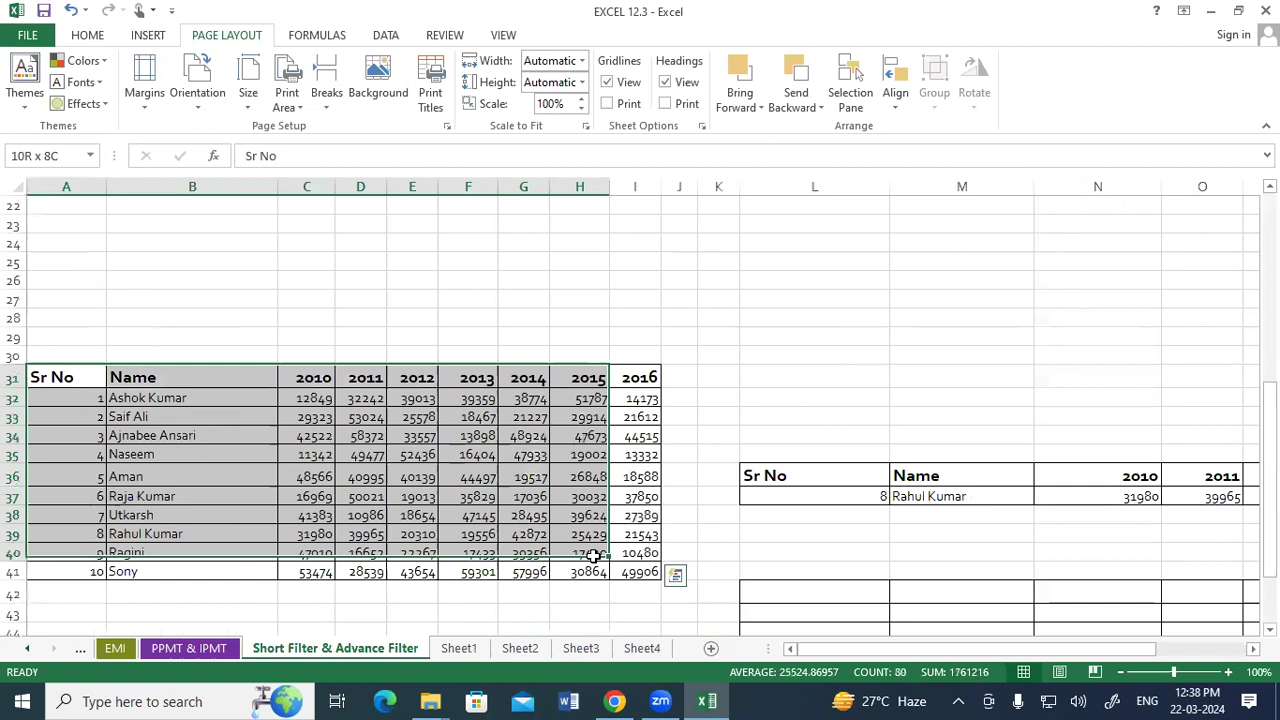 EXCEL 12.3 - Excel
?
FILE HOME INSERT PAGE LAYOUT FORMULAS DATA REVIEW VIEW Sign in
Colors Width: Automatic Gridlines Headings
Themes Fonts Margins Orientation Size Print Area Breaks Background Print Titles Height: Automatic View View Bring Forward Send Backward Selection Pane Align Group Rotate
Effects Scale: 100% Print Print
Themes Page Setup Scale to Fit Sheet Options Arrange
10R x 8C fx Sr No
A B C D E F G H I J K L M N O
22
23
24
25
26
27
28
29
30
31 Sr No Name 2010 2011 2012 2013 2014 2015 2016
32 1 Ashok Kumar 12849 32242 39013 39359 38774 51787 14173
33 2 Saif Ali 29323 53024 25578 18467 21227 29914 21612
34 3 Ajnabee Ansari 42522 58372 33557 13898 48924 47673 44515
35 4 Naseem 11342 49477 52436 16404 47933 19002 13332
36 5 Aman 48566 40995 40139 44497 19517 26848 18588 Sr No Name 2010 2011
37 6 Raja Kumar 16969 50021 19013 35829 17036 30032 37850 8 Rahul Kumar 31980 39965
38 7 Utkarsh 41383 10986 18654 47145 28495 39624 27389
39 8 Rahul Kumar 31980 39965 20310 19556 42872 25429 21543
40 9 Ragini 47010 16652 22267 17433 39356 10480
41 10 Sony 53474 28539 43654 59301 57996 30864 49906
42
43
44
... EMI PPMT & IPMT Short Filter & Advance Filter Sheet1 Sheet2 Sheet3 Sheet4
READY AVERAGE: 25524.86957 COUNT: 80 SUM: 1761216 100%
Type here to search 27°C Haze ENG 12:38 PM
22-03-2024